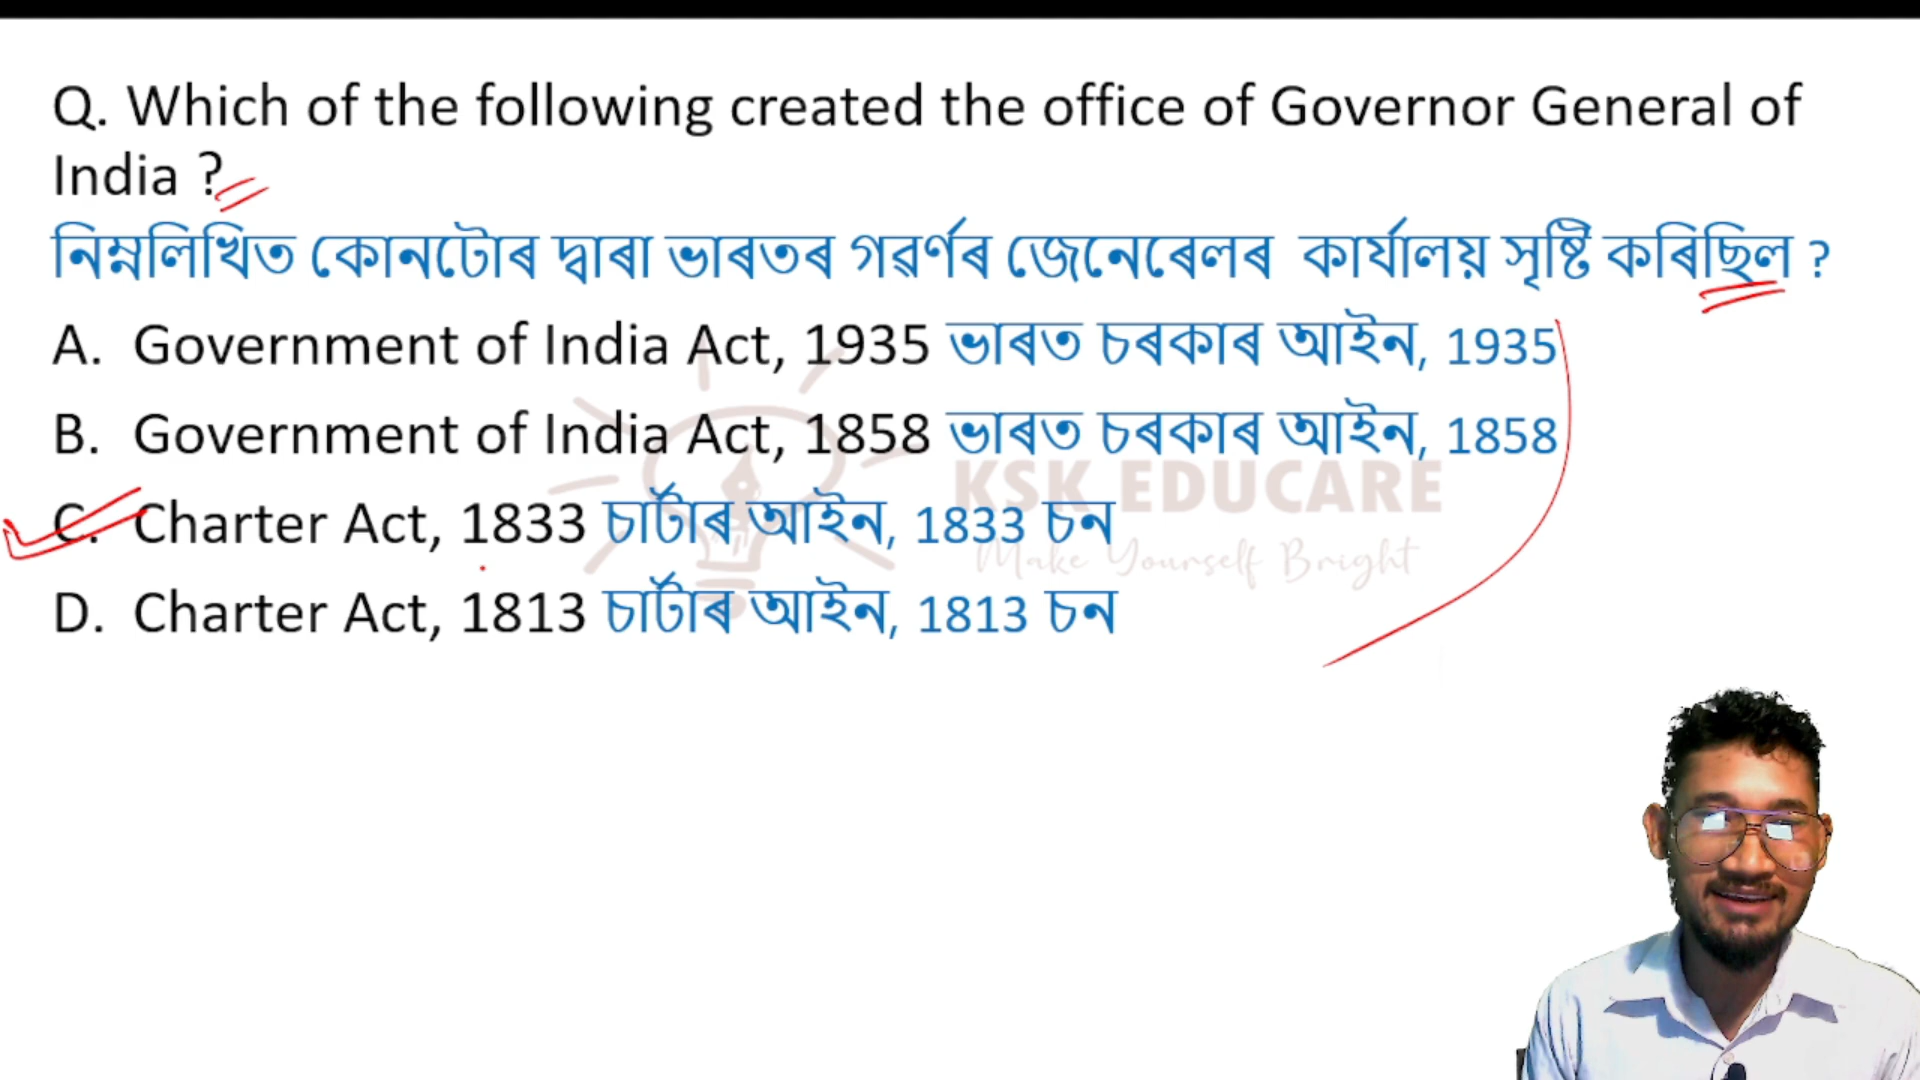 Q. Which of the following created the office of Governor General of
India ?
নিম্নলিখিত কোনটোৰ দ্বাৰা ভাৰতৰ গৱৰ্ণৰ জেনেৰেলৰ কাৰ্যালয় সৃষ্টি কৰিছিল ?
A. Government of India Act, 1935 ভাৰত চৰকাৰ আইন, 1935
B. Government of India Act, 1858 ভাৰত চৰকাৰ আইন, 1858
KSK EDUCARE
C. Charter Act, 1833 চাৰ্টাৰ আইন, 1833 চন
Make Yourself Bright
D. Charter Act, 1813 চাৰ্টাৰ আইন, 1813 চন